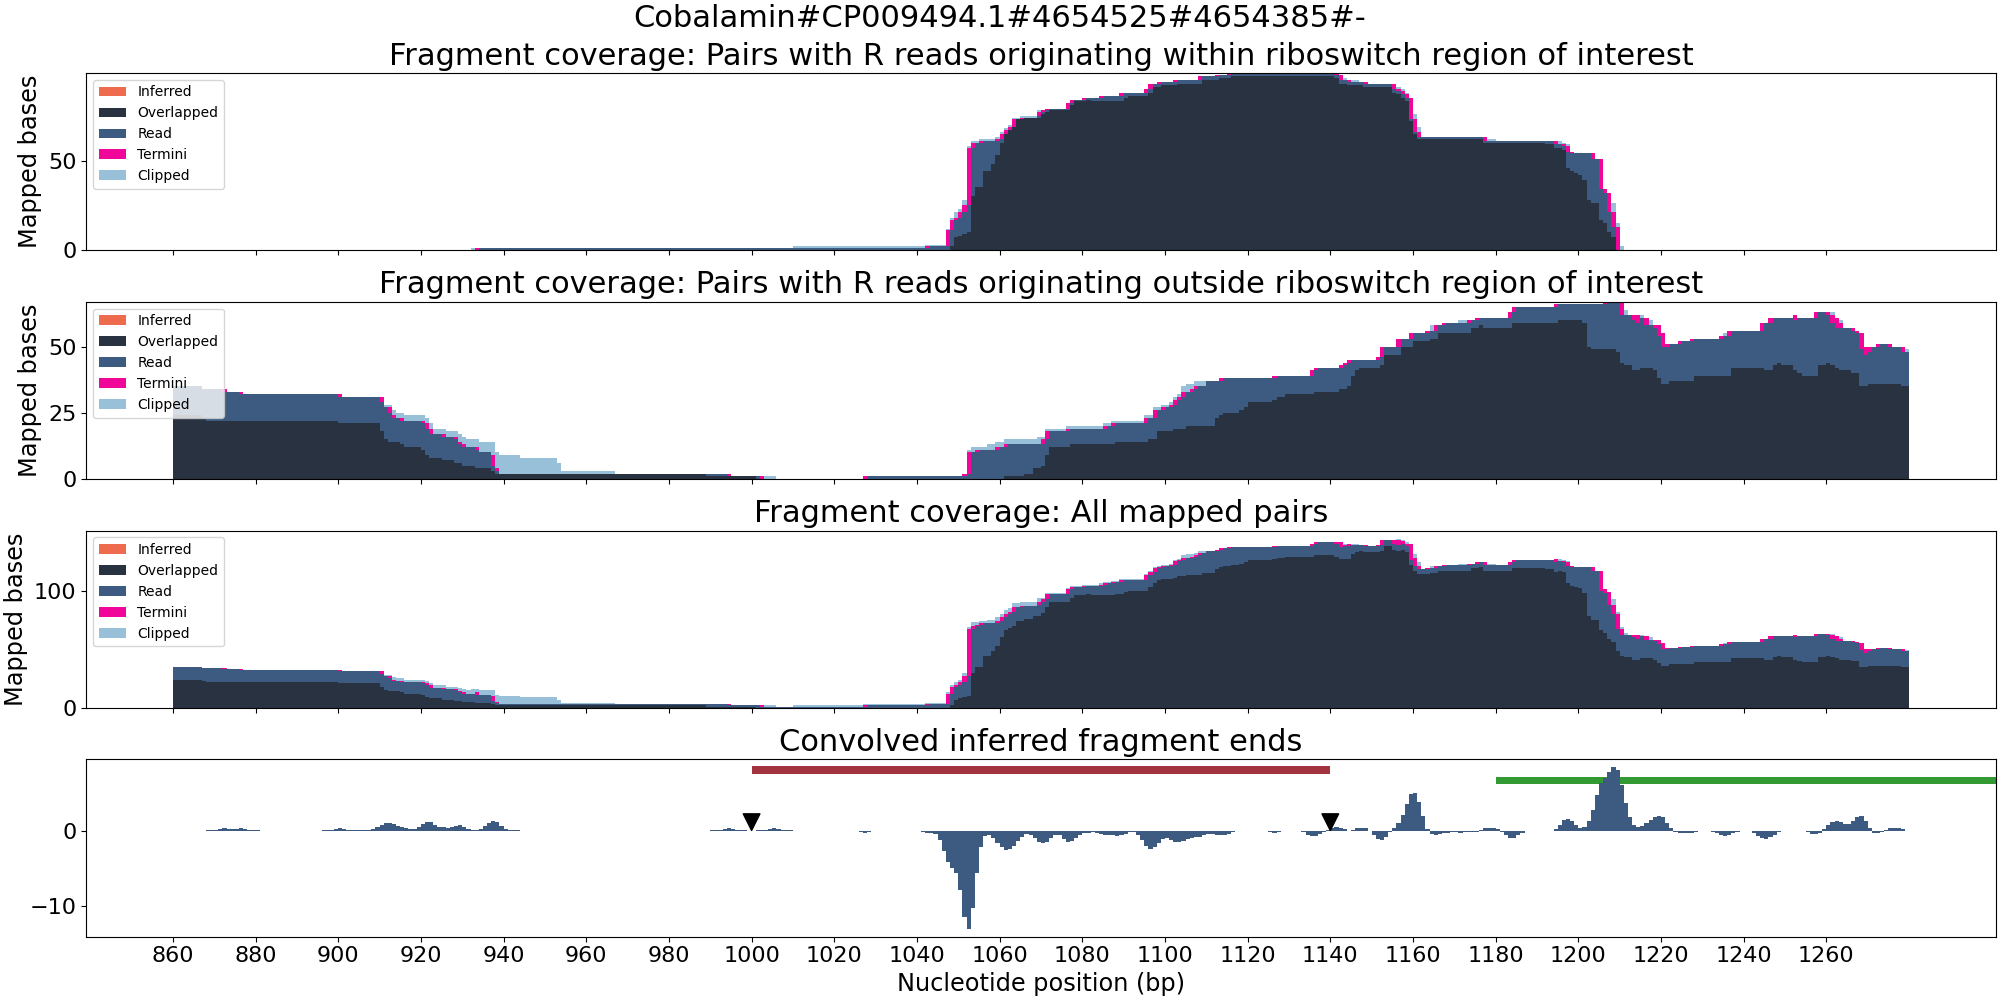 Cobalamin#CP009494.1#4654525#4654385#-
Fragment coverage: Pairs with R reads originating within riboswitch region of interest
Mapped bases
50
0
Inferred
Overlapped
Read
Termini
Clipped
Fragment coverage: Pairs with R reads originating outside riboswitch region of interest
Mapped bases
50
25
0
Inferred
Overlapped
Read
Termini
Clipped
Fragment coverage: All mapped pairs
Mapped bases
100
0
Inferred
Overlapped
Read
Termini
Clipped
Convolved inferred fragment ends
0
−10
860 880 900 920 940 960 980 1000 1020 1040 1060 1080 1100 1120 1140 1160 1180 1200 1220 1240 1260
Nucleotide position (bp)